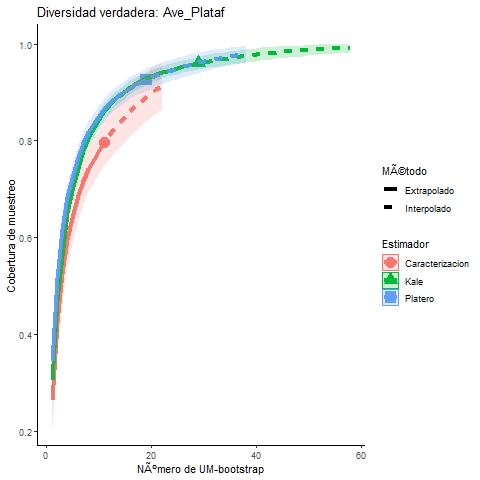 Diversidad verdadera: Ave_Plataf
Cobertura de muestreo
1.0
0.8
0.6
0.4
0.2
0
20
40
60
NÃºmero de UM-bootstrap
MÃ©todo
Extrapolado
Interpolado
Estimador
Caracterizacion
Kale
Platero